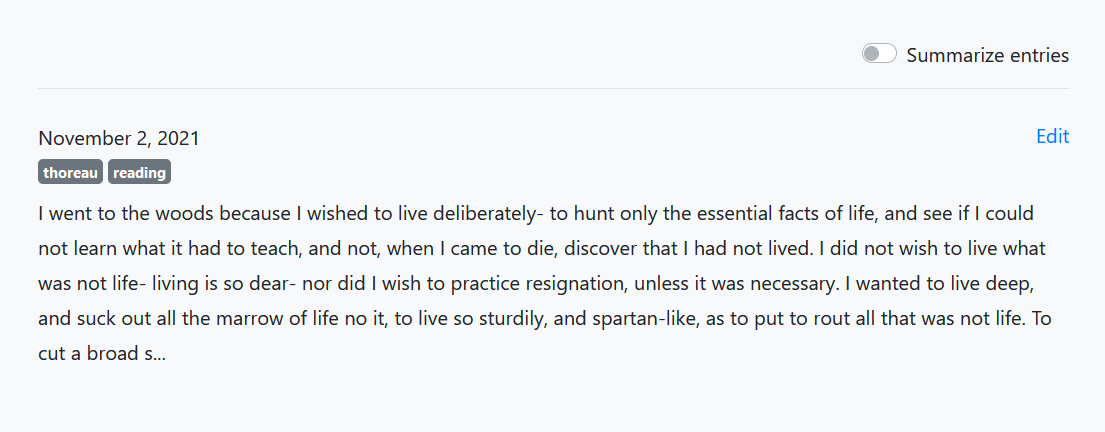 Summarize entries
November 2, 2021
Edit
thoreau reading
I went to the woods because I wished to live deliberately- to hunt only the essential facts of life, and see if I could
not learn what it had to teach, and not, when I came to die, discover that I had not lived. I did not wish to live what
was not life- living is so dear- nor did I wish to practice resignation, unless it was necessary. I wanted to live deep,
and suck out all the marrow of life no it, to live so sturdily, and spartan-like, as to put to rout all that was not life. To
cut a broad s...